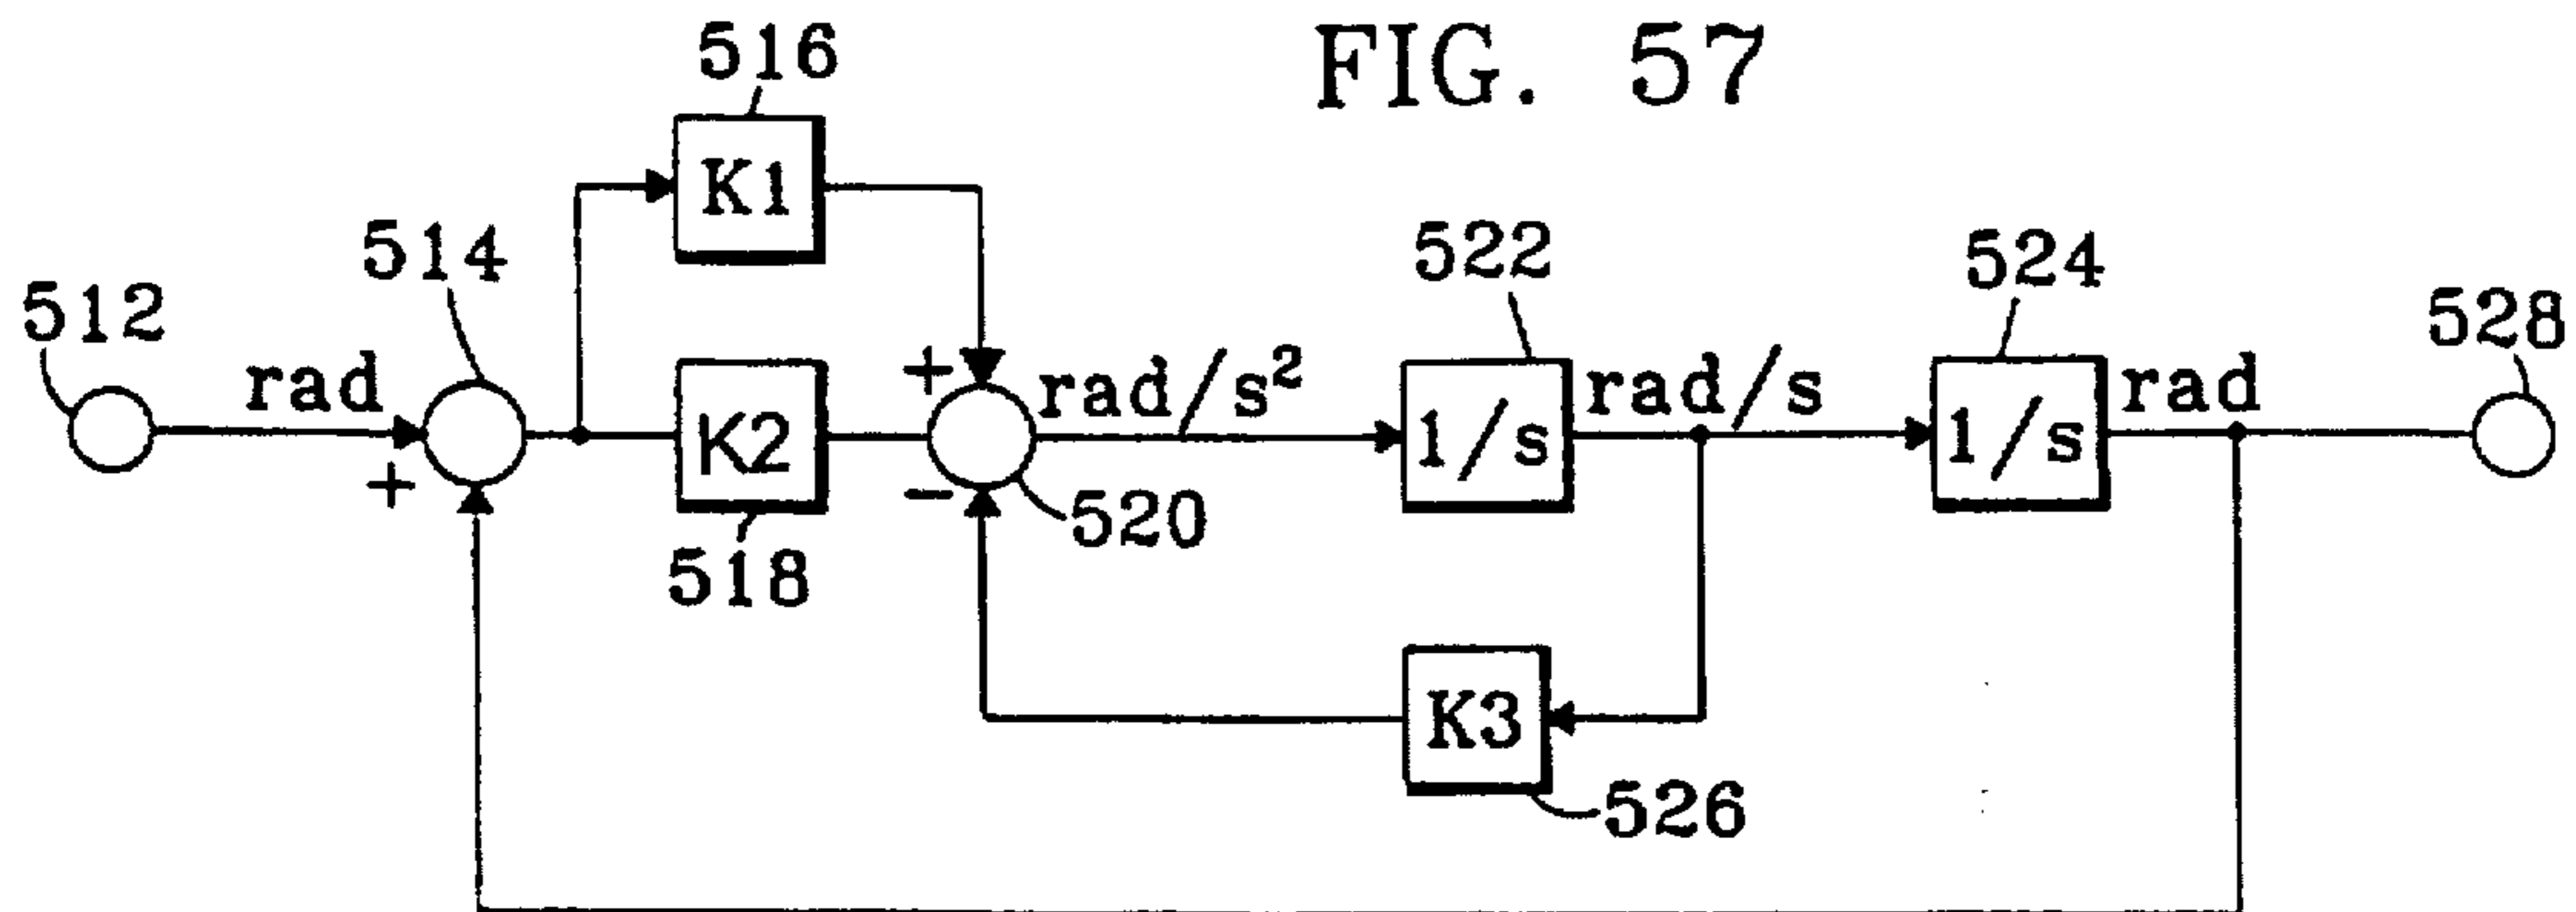 FIG. 57
516
K1
514
522
524
512
528
rad
+
+
K2
-
rad/s²
1/s
rad/s
1/s
rad
520
518
K3
526